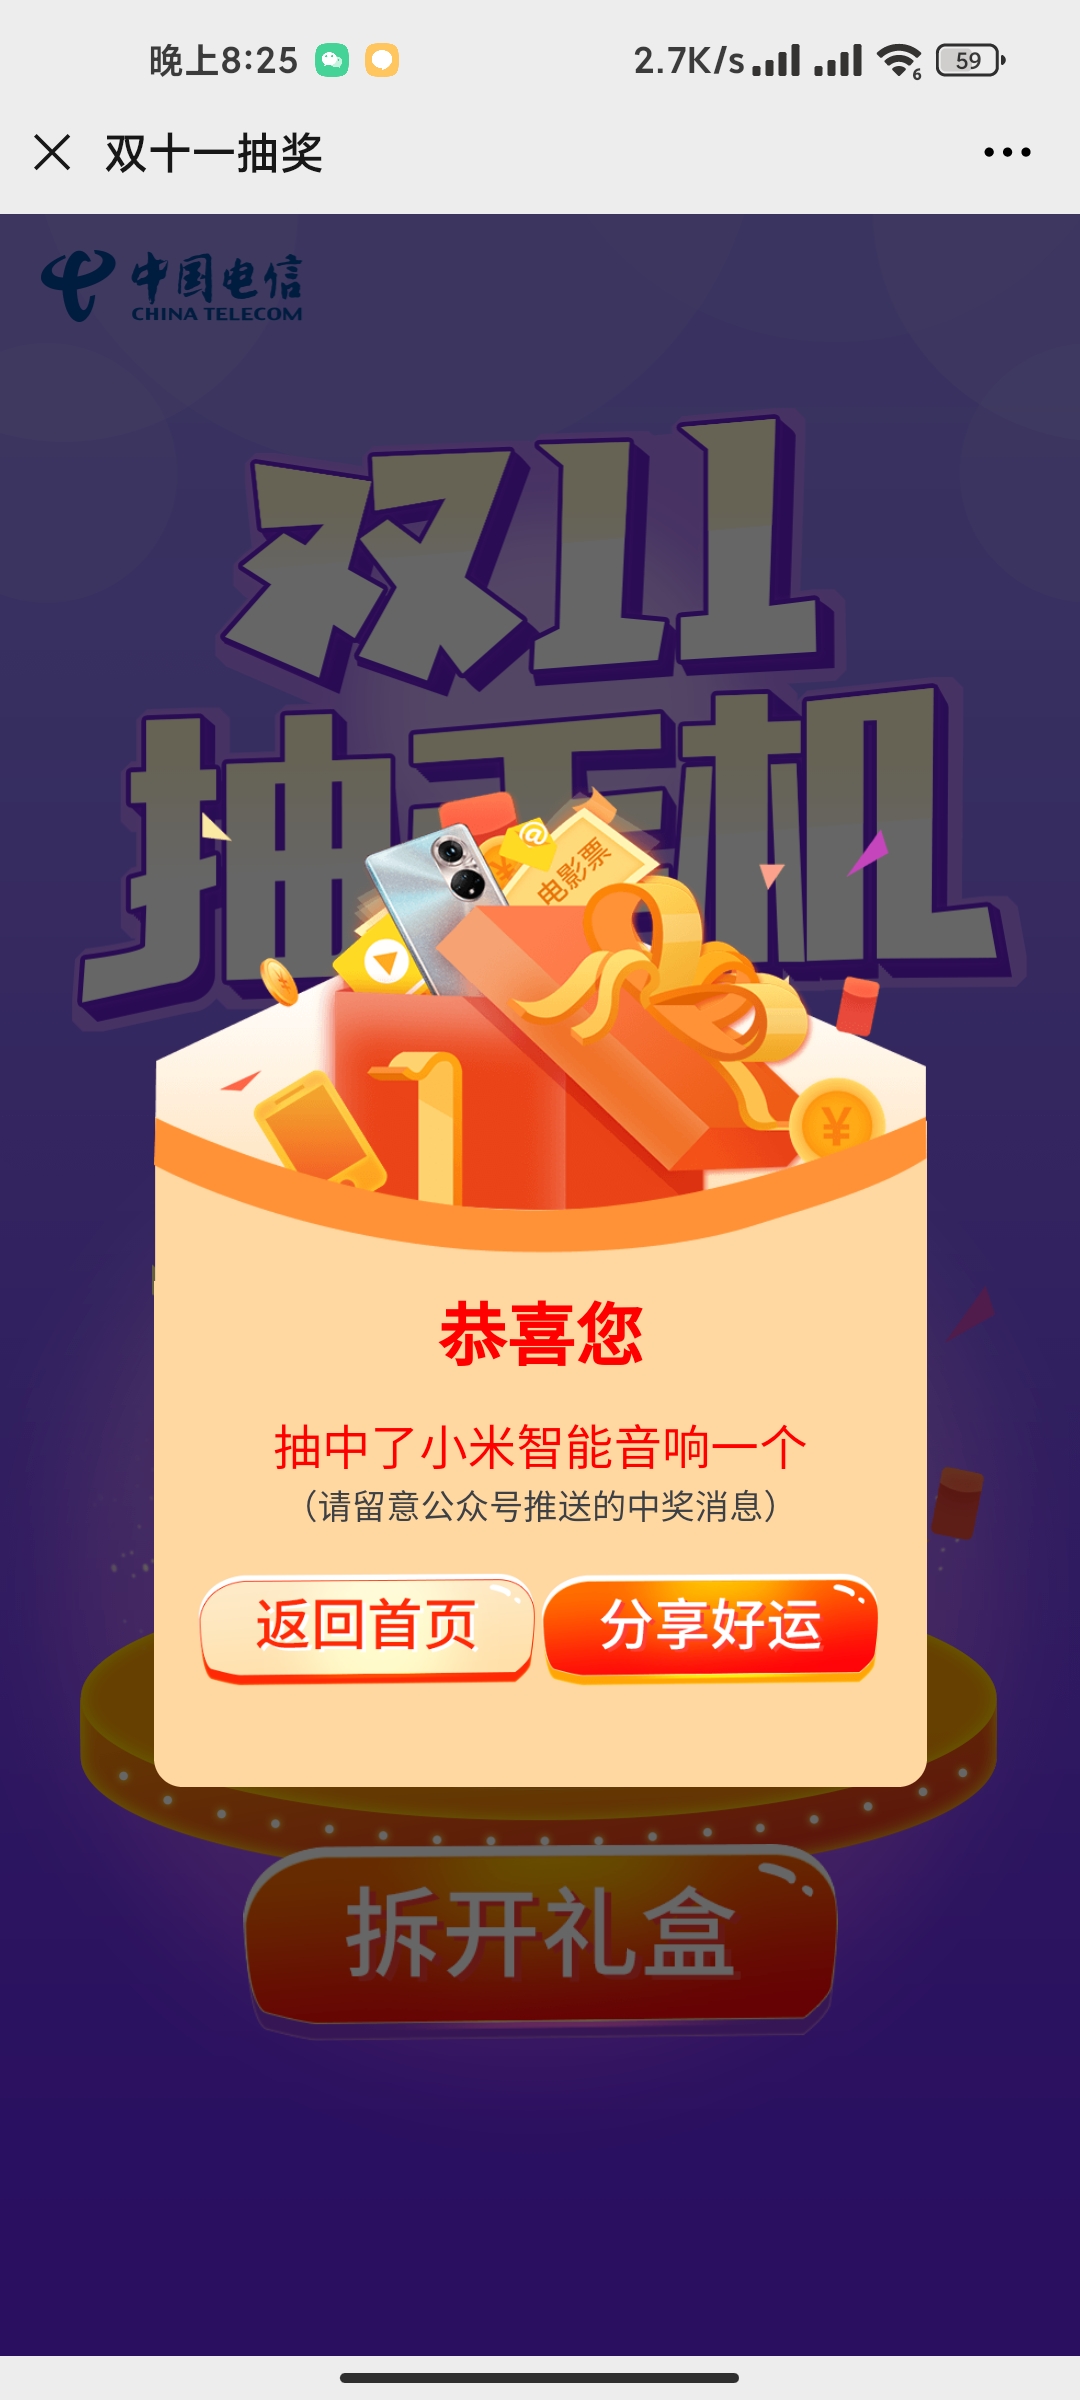 晚上8:25
2.7K/s
6
59
双十一抽奖
中国电信
CHINA TELECOM
双11
抽手机
@
电影票
¥
恭喜您
抽中了小米智能音响一个
（请留意公众号推送的中奖消息）
返回首页
分享好运
拆开礼盒